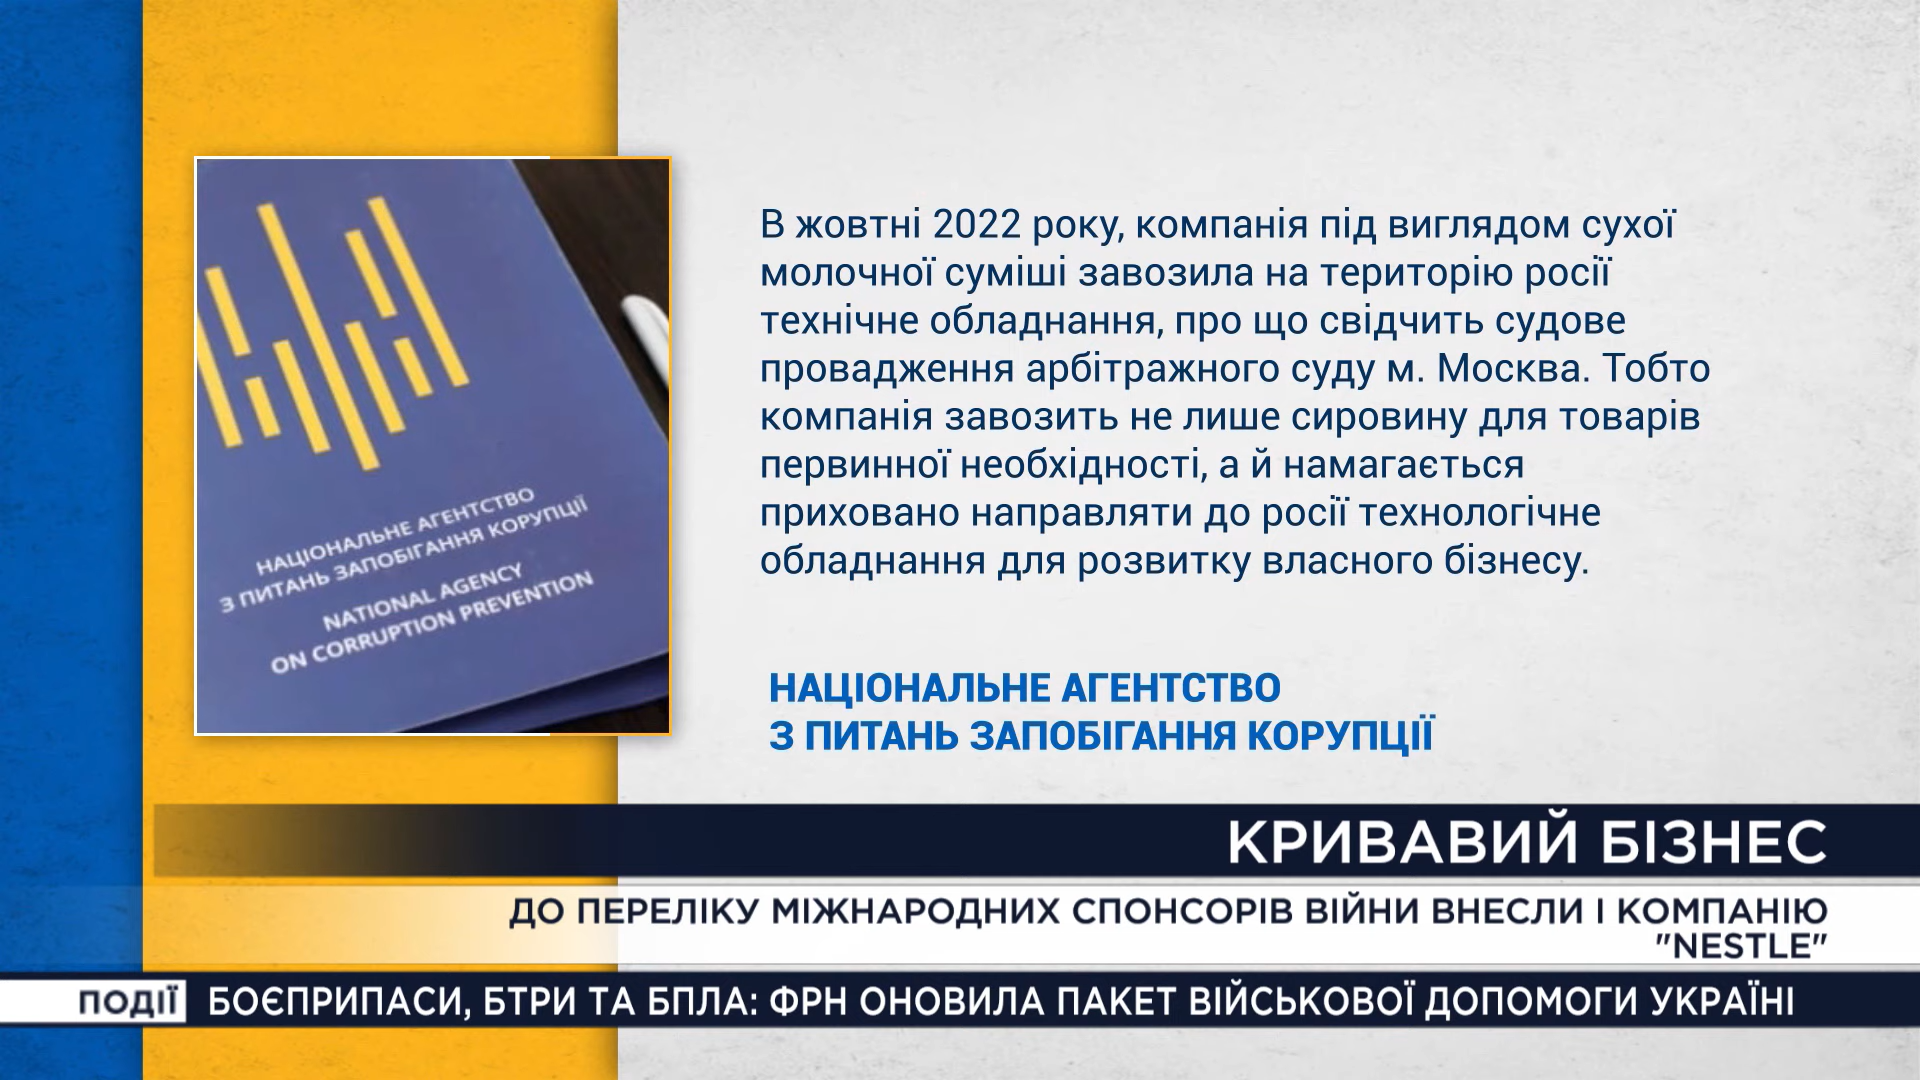 НАЦІОНАЛЬНЕ АГЕНТСТВО
З ПИТАНЬ ЗАПОБІГАННЯ КОРУПЦІЇ
NATIONAL AGENCY
ON CORRUPTION PREVENTION
В жовтні 2022 року, компанія під виглядом сухої
молочної суміші завозила на територію росії
технічне обладнання, про що свідчить судове
провадження арбітражного суду м. Москва. Тобто
компанія завозить не лише сировину для товарів
первинної необхідності, а й намагається
приховано направляти до росії технологічне
обладнання для розвитку власного бізнесу.
НАЦІОНАЛЬНЕ АГЕНТСТВО
З ПИТАНЬ ЗАПОБІГАННЯ КОРУПЦІЇ
КРИВАВИЙ БІЗНЕС
ДО ПЕРЕЛІКУ МІЖНАРОДНИХ СПОНСОРІВ ВІЙНИ ВНЕСЛИ І КОМПАНІЮ
"NESTLE"
ПОДІЇ БОЄПРИПАСИ, БТРИ ТА БПЛА: ФРН ОНОВИЛА ПАКЕТ ВІЙСЬКОВОЇ ДОПОМОГИ УКРАЇНІ